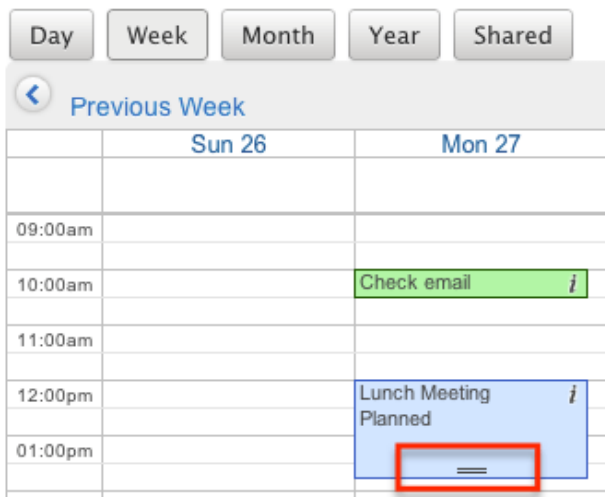 Day Week Month Year Shared
Previous Week
Sun 26 Mon 27
09:00am
10:00am Check email i
11:00am
12:00pm Lunch Meeting i
Planned
01:00pm